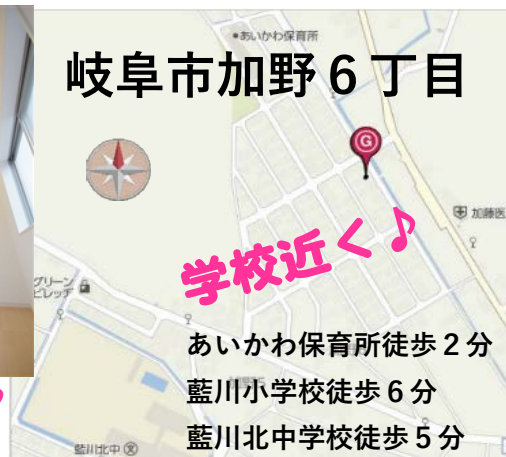 あいかわ保育所
岐阜市加野６丁目
G
加藤医
学校近く♪
グリーン
ビレッヂ
あいかわ保育所徒歩２分
藍川小学校徒歩６分
藍川北中学校徒歩５分
藍川北中 文